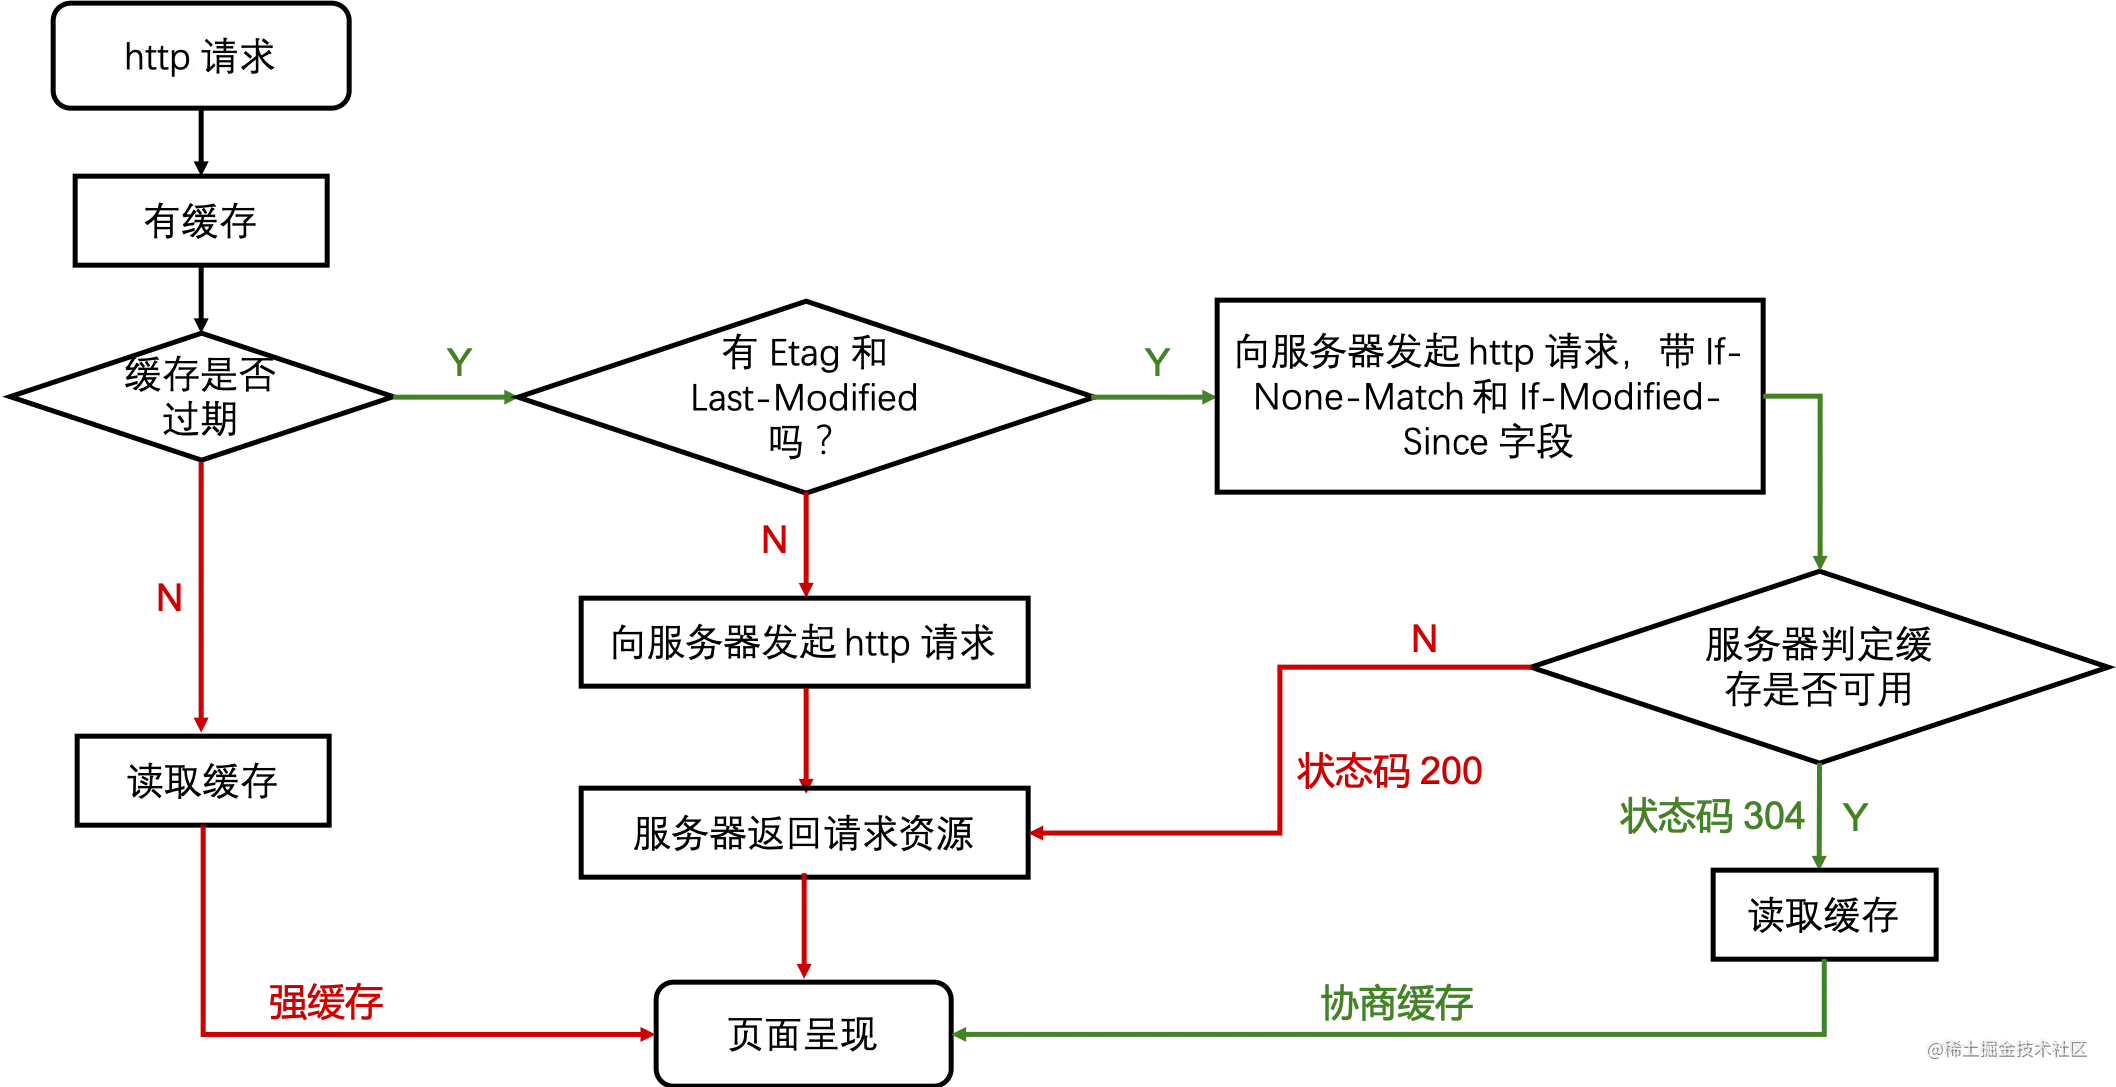 http 请求
有缓存
缓存是否
过期
Y
有 Etag 和
Last-Modified
吗？
Y
向服务器发起 http 请求，带 If-
None-Match 和 If-Modified-
Since 字段
N
N
向服务器发起 http 请求
N
服务器判定缓
存是否可用
读取缓存
服务器返回请求资源
状态码 200
状态码 304
Y
读取缓存
强缓存
页面呈现
协商缓存
@稀土掘金技术社区